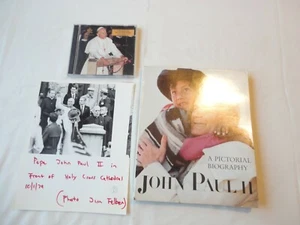 Pope John Paul II in
Front of Holy Cross Cathedral
10/1/79
(Photo Jim Felton)
A PICTORIAL
BIOGRAPHY
JOHN PAUL II